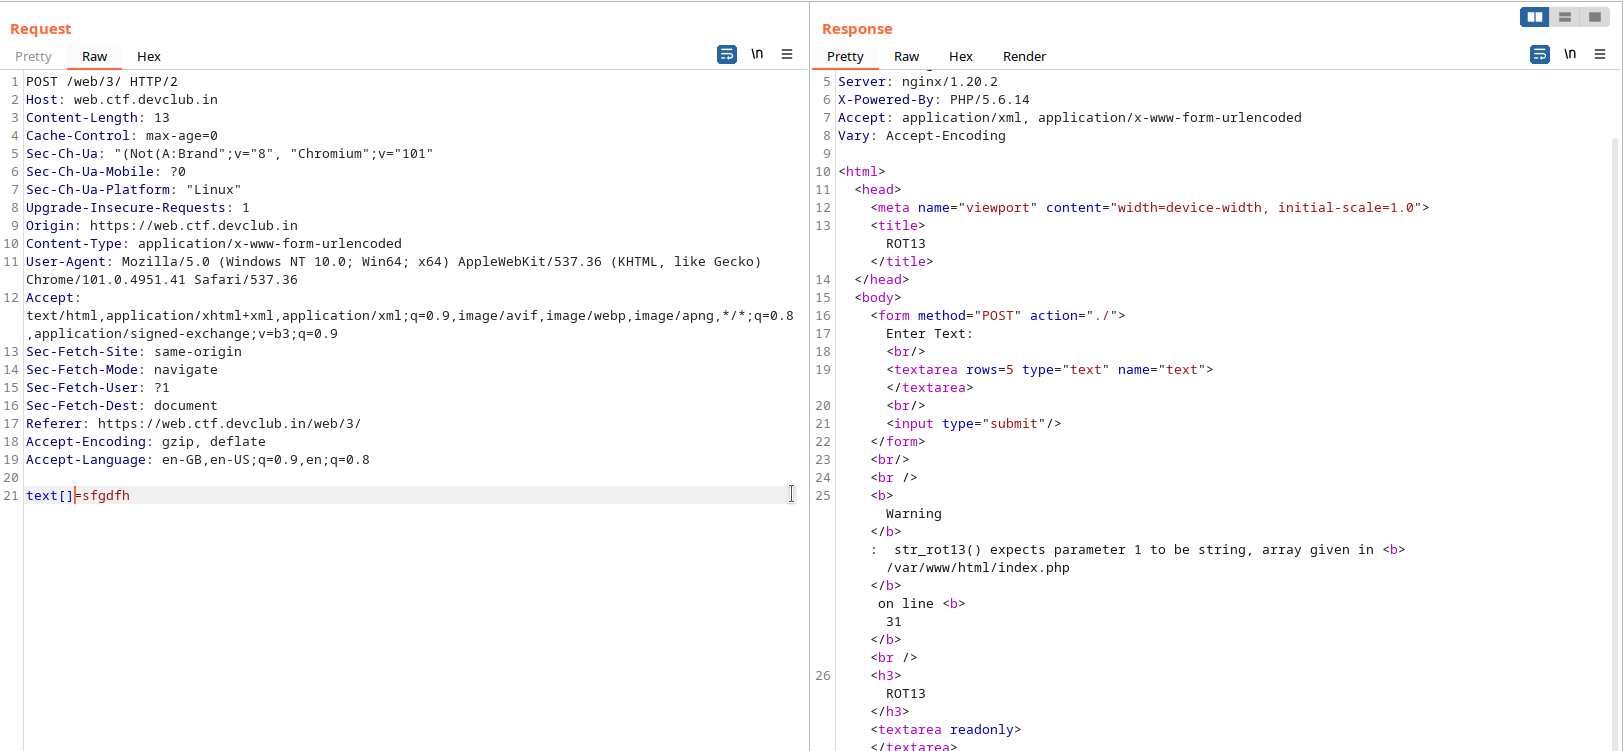 Request
Pretty Raw Hex \n
1 POST /web/3/ HTTP/2
2 Host: web.ctf.devclub.in
3 Content-Length: 13
4 Cache-Control: max-age=0
5 Sec-Ch-Ua: "(Not(A:Brand";v="8", "Chromium";v="101"
6 Sec-Ch-Ua-Mobile: ?0
7 Sec-Ch-Ua-Platform: "Linux"
8 Upgrade-Insecure-Requests: 1
9 Origin: https://web.ctf.devclub.in
10 Content-Type: application/x-www-form-urlencoded
11 User-Agent: Mozilla/5.0 (Windows NT 10.0; Win64; x64) AppleWebKit/537.36 (KHTML, like Gecko)
Chrome/101.0.4951.41 Safari/537.36
12 Accept:
text/html,application/xhtml+xml,application/xml;q=0.9,image/avif,image/webp,image/apng,*/*;q=0.8
,application/signed-exchange;v=b3;q=0.9
13 Sec-Fetch-Site: same-origin
14 Sec-Fetch-Mode: navigate
15 Sec-Fetch-User: ?1
16 Sec-Fetch-Dest: document
17 Referer: https://web.ctf.devclub.in/web/3/
18 Accept-Encoding: gzip, deflate
19 Accept-Language: en-GB,en-US;q=0.9,en;q=0.8
20
21 text[]=sfgdfh
Response
Pretty Raw Hex Render \n
5 Server: nginx/1.20.2
6 X-Powered-By: PHP/5.6.14
7 Accept: application/xml, application/x-www-form-urlencoded
8 Vary: Accept-Encoding
9
10 <html>
11 <head>
12 <meta name="viewport" content="width=device-width, initial-scale=1.0">
13 <title>
ROT13
</title>
14 </head>
15 <body>
16 <form method="POST" action="./">
17 Enter Text:
18 <br/>
19 <textarea rows=5 type="text" name="text">
</textarea>
20 <br/>
21 <input type="submit"/>
22 </form>
23 <br/>
24 <br />
25 <b>
Warning
</b>
: str_rot13() expects parameter 1 to be string, array given in <b>
/var/www/html/index.php
</b>
on line <b>
31
</b>
<br />
26 <h3>
ROT13
</h3>
<textarea readonly>
</textarea>